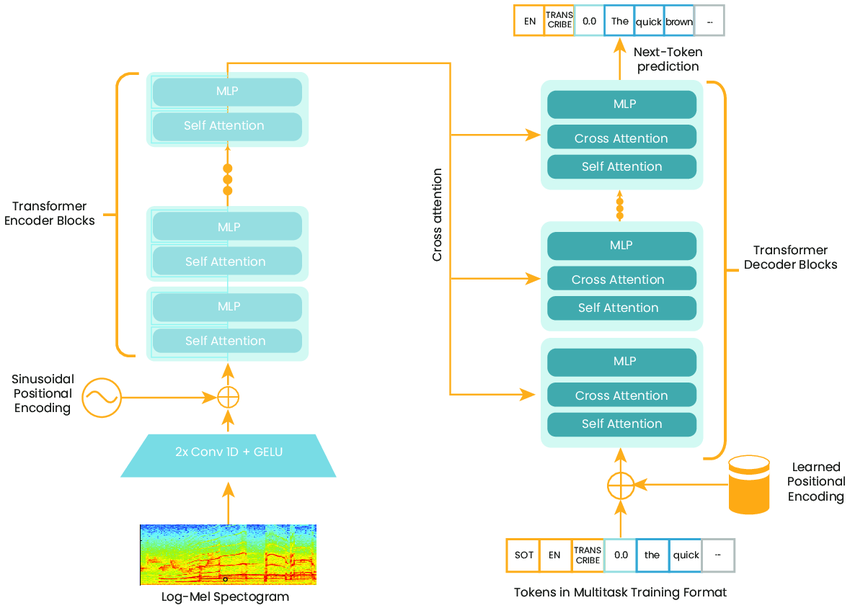 EN
TRANS
CRIBE
0.0
The
quick
brown
...
Next-Token
prediction
MLP
Self Attention
Transformer
Encoder Blocks
MLP
Self Attention
MLP
Self Attention
Sinusoidal
Positional
Encoding
2x Conv 1D + GELU
Log-Mel Spectogram
Cross attention
MLP
Cross Attention
Self Attention
MLP
Cross Attention
Self Attention
Transformer
Decoder Blocks
MLP
Cross Attention
Self Attention
Learned
Positional
Encoding
SOT
EN
TRANS
CRIBE
0.0
the
quick
...
Tokens in Multitask Training Format